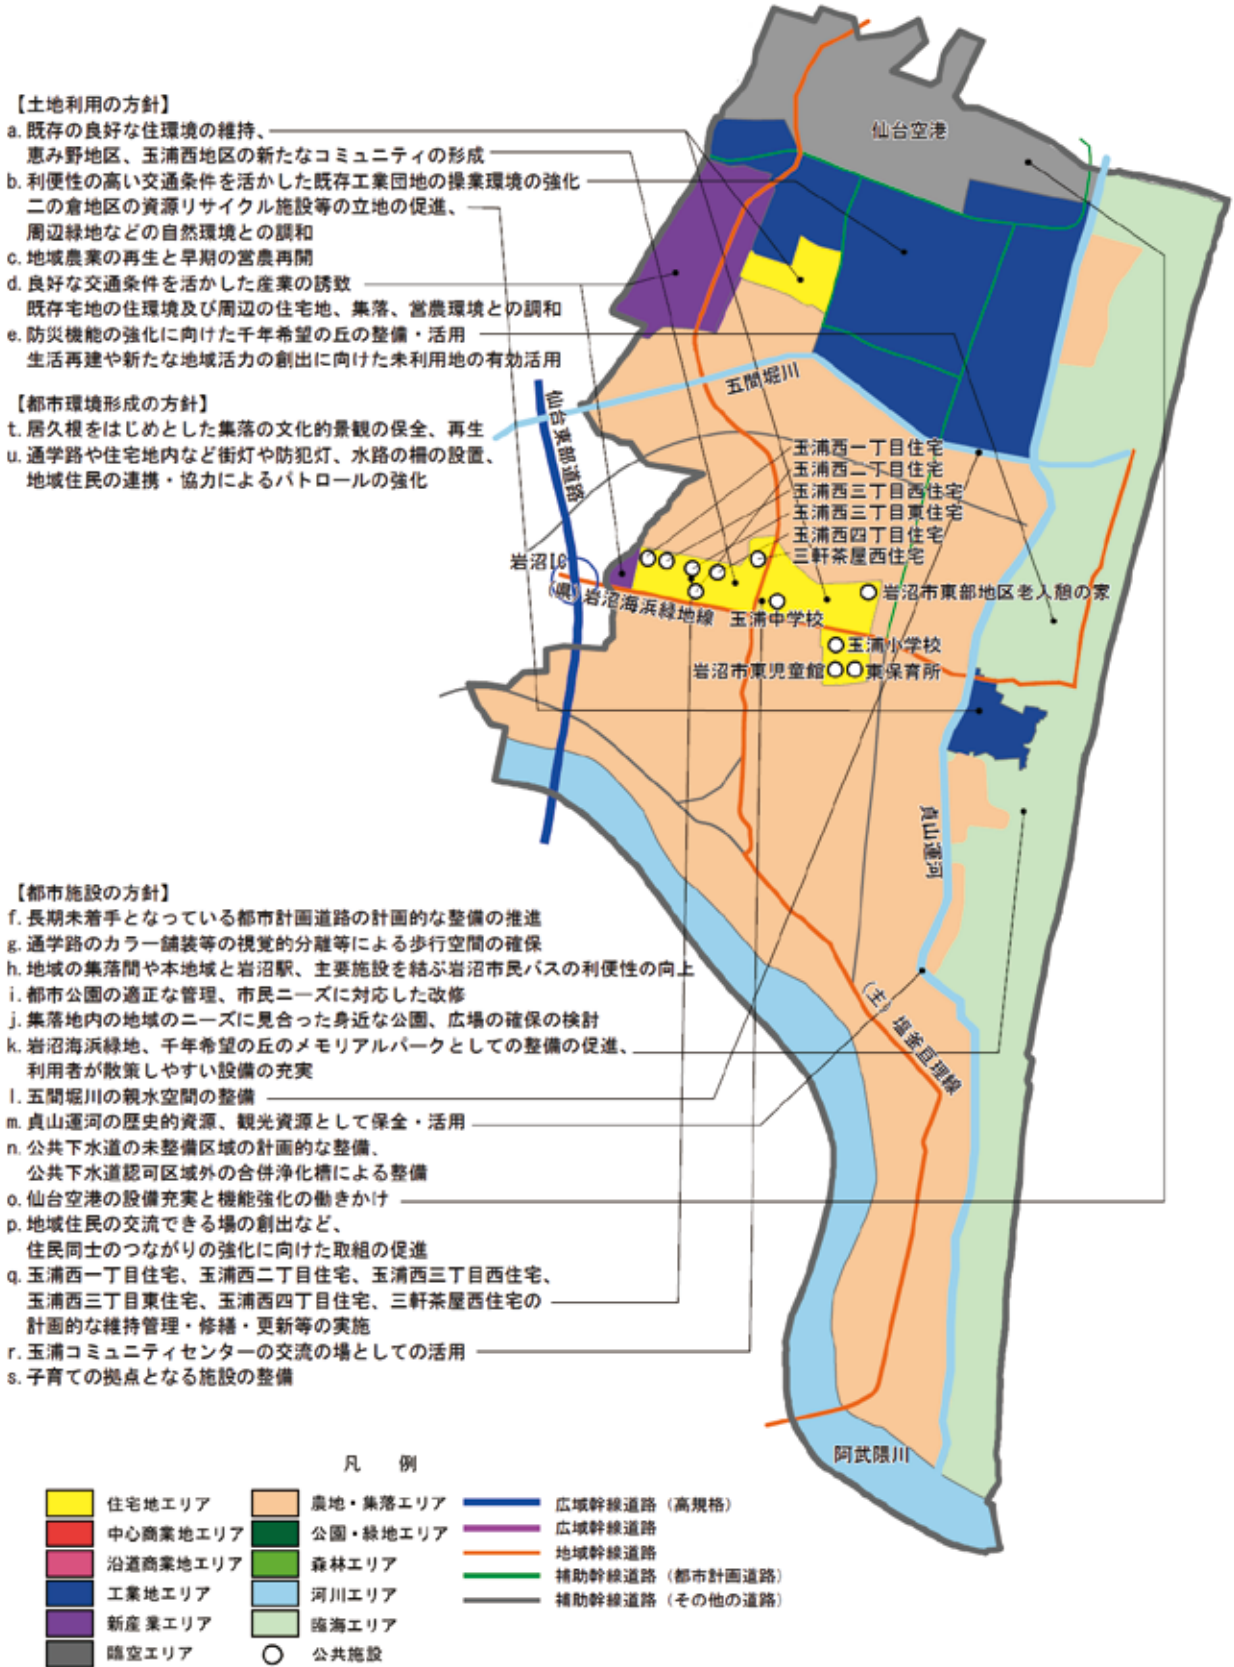 【土地利用の方針】
a. 既存の良好な住環境の維持、
恵み野地区、玉浦西地区の新たなコミュニティの形成
b. 利便性の高い交通条件を活かした既存工業団地の操業環境の強化
二の倉地区の資源リサイクル施設等の立地の促進、
周辺緑地などの自然環境との調和
c. 地域農業の再生と早期の営農再開
d. 良好な交通条件を活かした産業の誘致
既存宅地の住環境及び周辺の住宅地、集落、営農環境との調和
e. 防災機能の強化に向けた千年希望の丘の整備・活用
生活再建や新たな地域活力の創出に向けた未利用地の有効活用
【都市環境形成の方針】
t. 居久根をはじめとした集落の文化的景観の保全、再生
u. 通学路や住宅地内など街灯や防犯灯、水路の柵の設置、
地域住民の連携・協力によるパトロールの強化
仙台空港
五間堀川
仙台東部道路
玉浦西一丁目住宅
玉浦西二丁目住宅
玉浦西三丁目西住宅
玉浦西三丁目東住宅
玉浦西四丁目住宅
三軒茶屋西住宅
岩沼IC
(県)岩沼海浜緑地線
玉浦中学校
岩沼市東部地区老人憩の家
玉浦小学校
岩沼市東児童館
東保育所
貞山運河
(主)塩釜亘理線
阿武隈川
【都市施設の方針】
f. 長期未着手となっている都市計画道路の計画的な整備の推進
g. 通学路のカラー舗装等の視覚的分離等による歩行空間の確保
h. 地域の集落間や本地域と岩沼駅、主要施設を結ぶ岩沼市民バスの利便性の向上
i. 都市公園の適正な管理、市民ニーズに対応した改修
j. 集落地内の地域のニーズに見合った身近な公園、広場の確保の検討
k. 岩沼海浜緑地、千年希望の丘のメモリアルパークとしての整備の促進、
利用者が散策しやすい設備の充実
l. 五間堀川の親水空間の整備
m. 貞山運河の歴史的資源、観光資源として保全・活用
n. 公共下水道の未整備区域の計画的な整備、
公共下水道認可区域外の合併浄化槽による整備
o. 仙台空港の設備充実と機能強化の働きかけ
p. 地域住民の交流できる場の創出など、
住民同士のつながりの強化に向けた取組の促進
q. 玉浦西一丁目住宅、玉浦西二丁目住宅、玉浦西三丁目西住宅、
玉浦西三丁目東住宅、玉浦西四丁目住宅、三軒茶屋西住宅の
計画的な維持管理・修繕・更新等の実施
r. 玉浦コミュニティセンターの交流の場としての活用
s. 子育ての拠点となる施設の整備
凡 例
住宅地エリア
中心商業地エリア
沿道商業地エリア
工業地エリア
新産業エリア
臨空エリア
農地・集落エリア
公園・緑地エリア
森林エリア
河川エリア
臨海エリア
公共施設
広域幹線道路(高規格)
広域幹線道路
地域幹線道路
補助幹線道路(都市計画道路)
補助幹線道路(その他の道路)